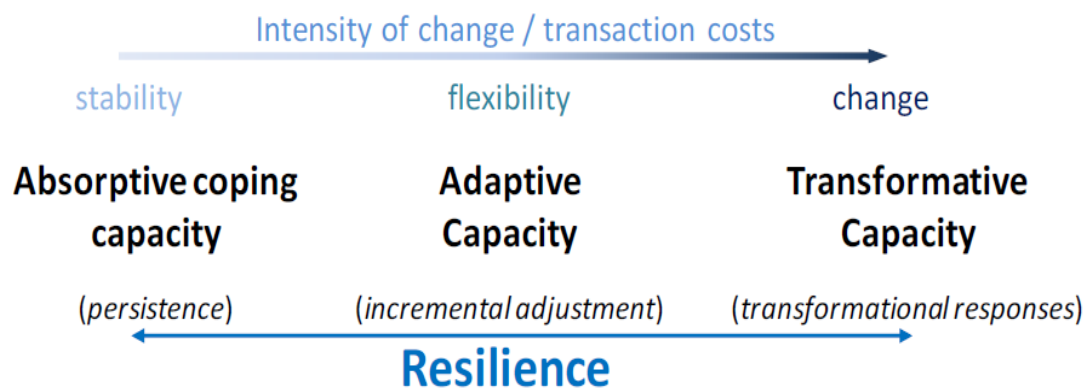 Intensity of change / transaction costs
stability flexibility change
Absorptive coping Adaptive Transformative
capacity Capacity Capacity
(persistence) (incremental adjustment) (transformational responses)
Resilience